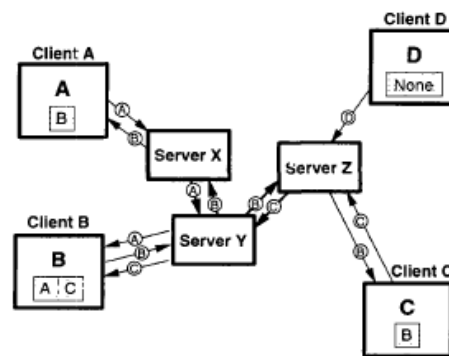 Client D
Client A
D
None
A
B
A
B
D
Server X
Server Z
A
B
B
C
C
Client B
B
A C
A
B
C
Server Y
B
Client C
C
B